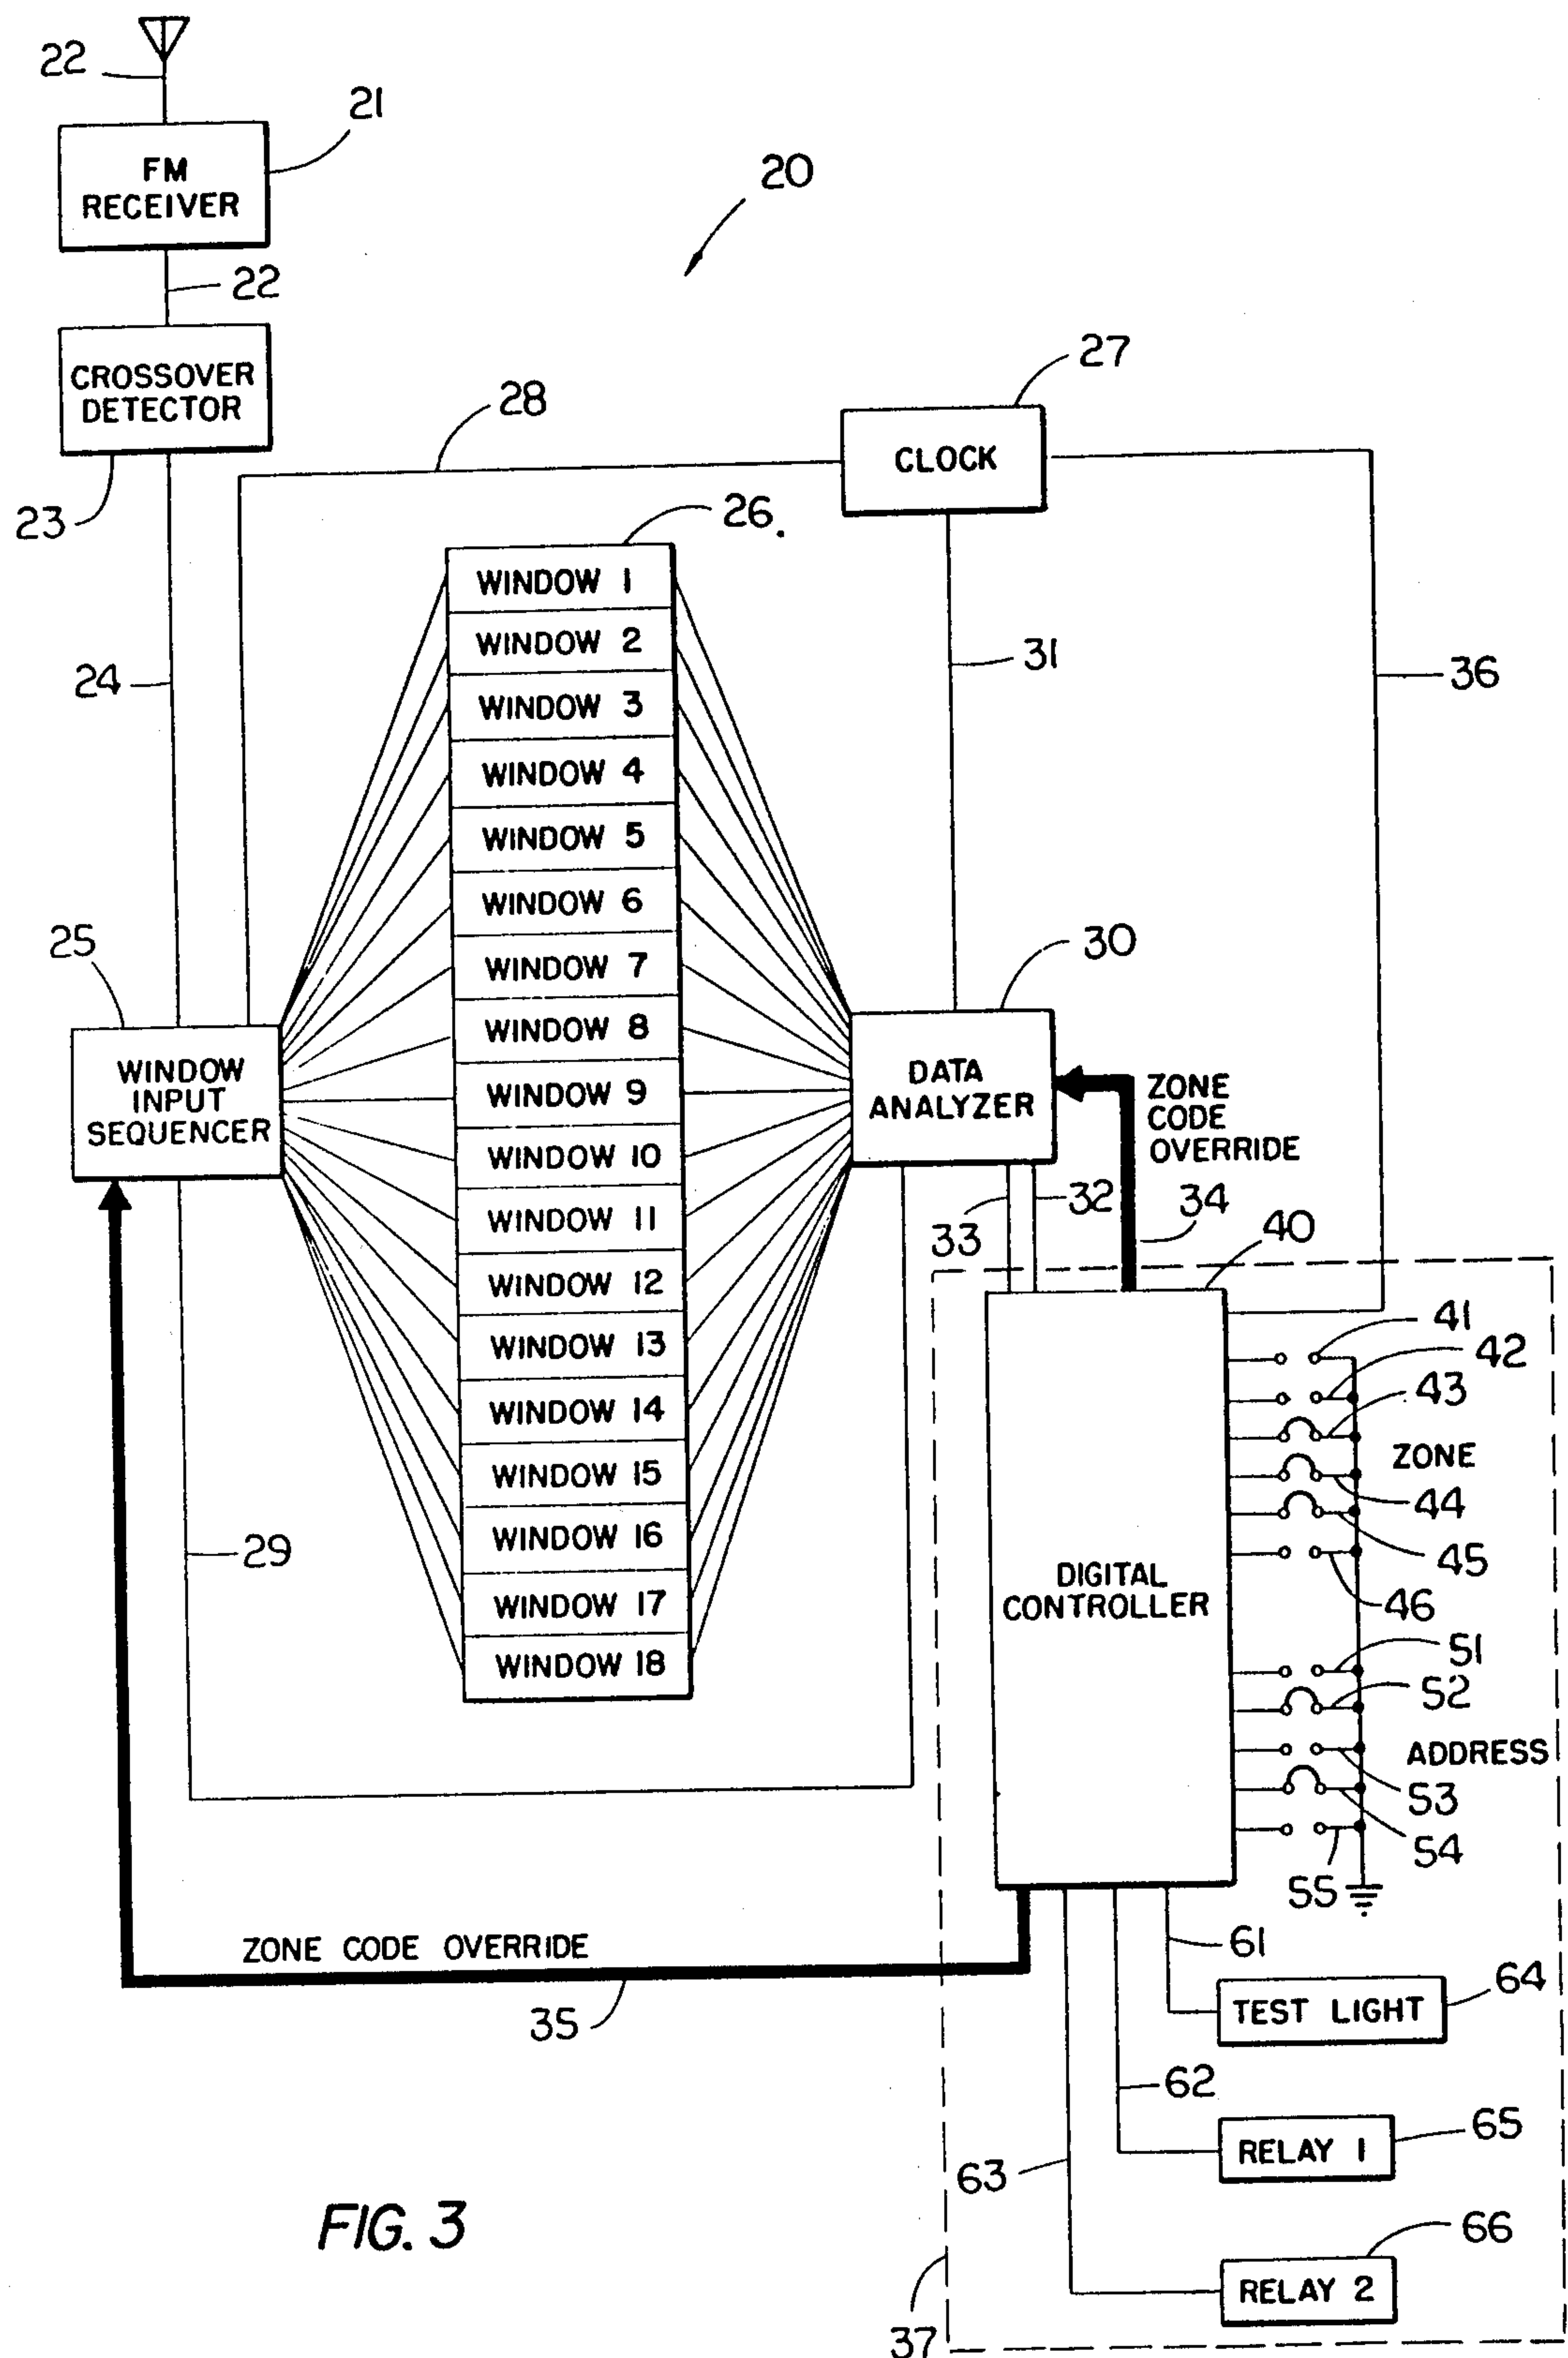 22
21
FM
RECEIVER
20
22
27
CROSSOVER
DETECTOR
28
CLOCK
23
26.
WINDOW 1
WINDOW 2
31
24
36
WINDOW 3
WINDOW 4
WINDOW 5
WINDOW 6
25
30
WINDOW 7
WINDOW 8
WINDOW
INPUT
SEQUENCER
DATA
ANALYZER
ZONE
CODE
OVERRIDE
WINDOW 9
WINDOW 10
WINDOW 11
33
32
34
40
WINDOW 12
WINDOW 13
41
42
43
WINDOW 14
ZONE
WINDOW 15
44
WINDOW 16
29
45
DIGITAL
CONTROLLER
46
WINDOW 17
WINDOW 18
51
52
ADDRESS
53
54
55
ZONE CODE OVERRIDE
61
35
64
TEST LIGHT
62
65
RELAY 1
63
FIG. 3
66
RELAY 2
37